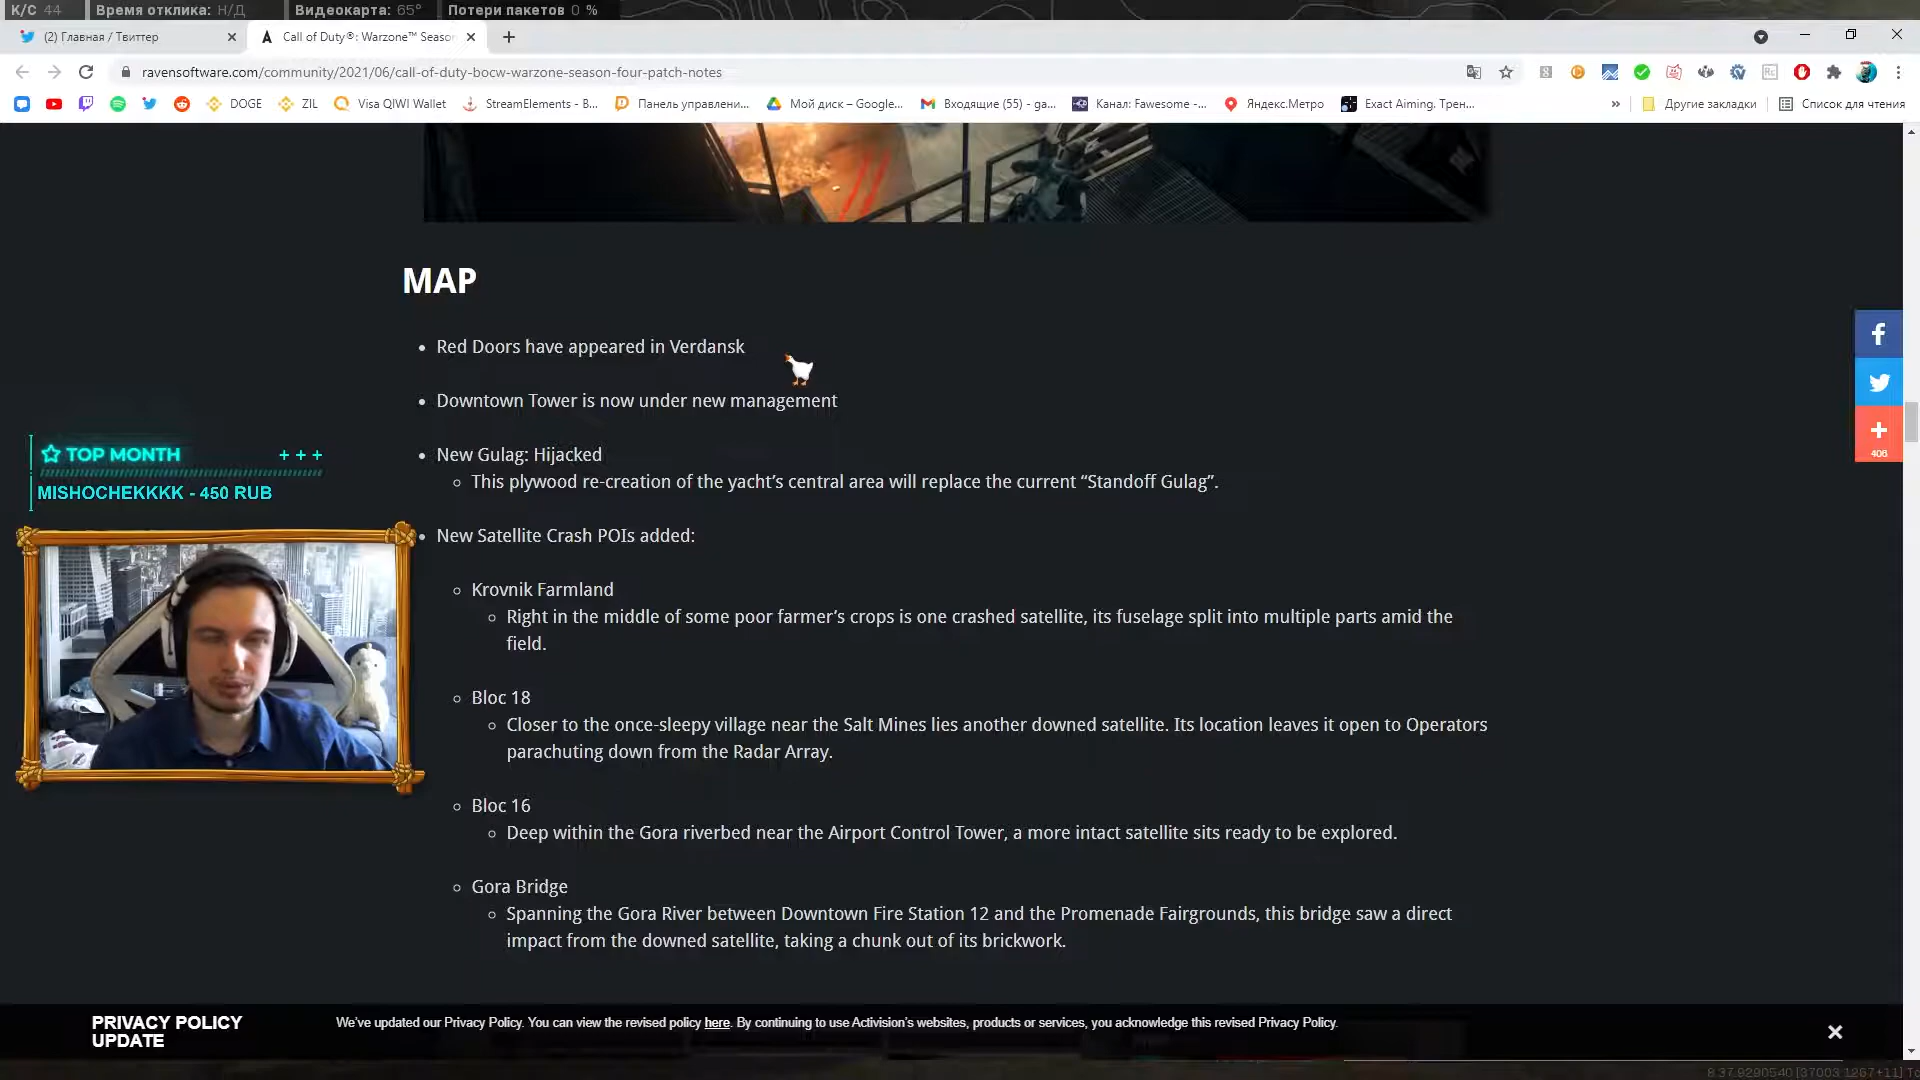 К/С 44 Время отклика: Н/Д Видеокарта: 65° Потери пакетов 0 %
(2) Главная / Твиттер Call of Duty®: Warzone™ Seaso
ravensoftware.com/community/2021/06/call-of-duty-bocw-warzone-season-four-patch-notes
DOGE ZIL Visa QIWI Wallet StreamElements - B... Панель управлени... Мой диск – Google... Входящие (55) - ga... Канал: Fawesome -... Яндекс.Метро Exact Aiming. Трен... » Другие закладки Список для чтения
MAP
• Red Doors have appeared in Verdansk
• Downtown Tower is now under new management
• New Gulag: Hijacked
◦ This plywood re-creation of the yacht’s central area will replace the current “Standoff Gulag”.
• New Satellite Crash POIs added:
◦ Krovnik Farmland
◦ Right in the middle of some poor farmer’s crops is one crashed satellite, its fuselage split into multiple parts amid the
field.
◦ Bloc 18
◦ Closer to the once-sleepy village near the Salt Mines lies another downed satellite. Its location leaves it open to Operators
parachuting down from the Radar Array.
◦ Bloc 16
◦ Deep within the Gora riverbed near the Airport Control Tower, a more intact satellite sits ready to be explored.
◦ Gora Bridge
◦ Spanning the Gora River between Downtown Fire Station 12 and the Promenade Fairgrounds, this bridge saw a direct
impact from the downed satellite, taking a chunk out of its brickwork.
TOP MONTH + + +
MISHOCHEKKKK - 450 RUB
406
PRIVACY POLICY
UPDATE
We’ve updated our Privacy Policy. You can view the revised policy here. By continuing to use Activision’s websites, products or services, you acknowledge this revised Privacy Policy.